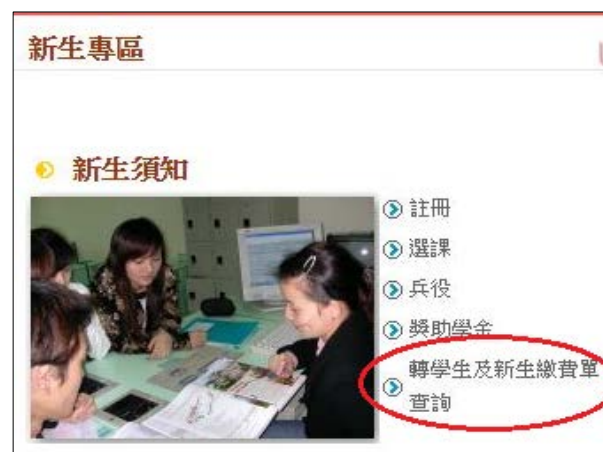 新生專區
新生須知
註冊
選課
兵役
獎助學金
轉學生及新生繳費單
查詢